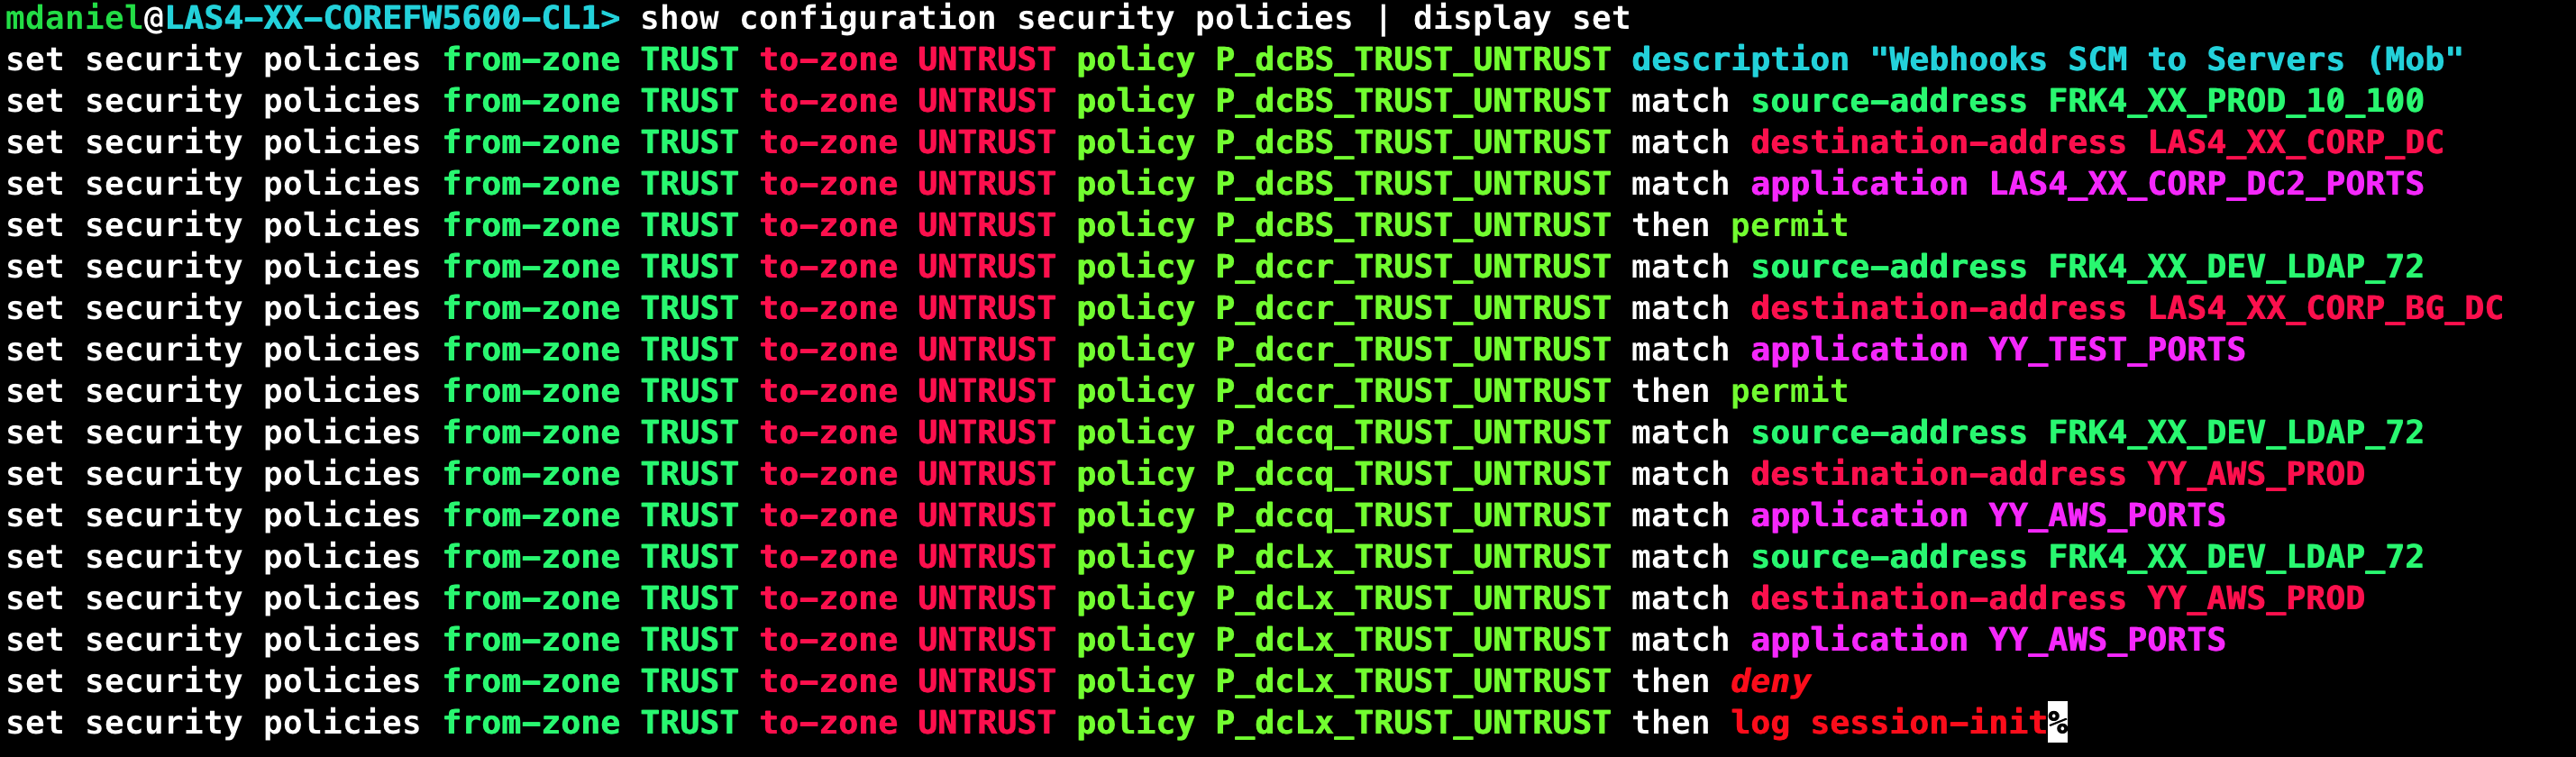 mdaniel@LAS4-XX-COREFW5600-CL1> show configuration security policies | display set
set security policies from-zone TRUST to-zone UNTRUST policy P_dcBS_TRUST_UNTRUST description "Webhooks SCM to Servers (Mob"
set security policies from-zone TRUST to-zone UNTRUST policy P_dcBS_TRUST_UNTRUST match source-address FRK4_XX_PROD_10_100
set security policies from-zone TRUST to-zone UNTRUST policy P_dcBS_TRUST_UNTRUST match destination-address LAS4_XX_CORP_DC
set security policies from-zone TRUST to-zone UNTRUST policy P_dcBS_TRUST_UNTRUST match application LAS4_XX_CORP_DC2_PORTS
set security policies from-zone TRUST to-zone UNTRUST policy P_dcBS_TRUST_UNTRUST then permit
set security policies from-zone TRUST to-zone UNTRUST policy P_dccr_TRUST_UNTRUST match source-address FRK4_XX_DEV_LDAP_72
set security policies from-zone TRUST to-zone UNTRUST policy P_dccr_TRUST_UNTRUST match destination-address LAS4_XX_CORP_BG_DC
set security policies from-zone TRUST to-zone UNTRUST policy P_dccr_TRUST_UNTRUST match application YY_TEST_PORTS
set security policies from-zone TRUST to-zone UNTRUST policy P_dccr_TRUST_UNTRUST then permit
set security policies from-zone TRUST to-zone UNTRUST policy P_dccq_TRUST_UNTRUST match source-address FRK4_XX_DEV_LDAP_72
set security policies from-zone TRUST to-zone UNTRUST policy P_dccq_TRUST_UNTRUST match destination-address YY_AWS_PROD
set security policies from-zone TRUST to-zone UNTRUST policy P_dccq_TRUST_UNTRUST match application YY_AWS_PORTS
set security policies from-zone TRUST to-zone UNTRUST policy P_dcLx_TRUST_UNTRUST match source-address FRK4_XX_DEV_LDAP_72
set security policies from-zone TRUST to-zone UNTRUST policy P_dcLx_TRUST_UNTRUST match destination-address YY_AWS_PROD
set security policies from-zone TRUST to-zone UNTRUST policy P_dcLx_TRUST_UNTRUST match application YY_AWS_PORTS
set security policies from-zone TRUST to-zone UNTRUST policy P_dcLx_TRUST_UNTRUST then deny
set security policies from-zone TRUST to-zone UNTRUST policy P_dcLx_TRUST_UNTRUST then log session-init%